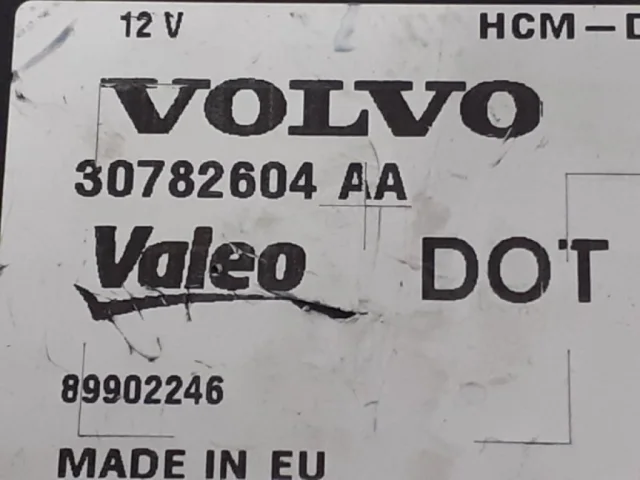 12 V HCM-D
VOLVO
30782604 AA
Valeo DOT
89902246
MADE IN EU